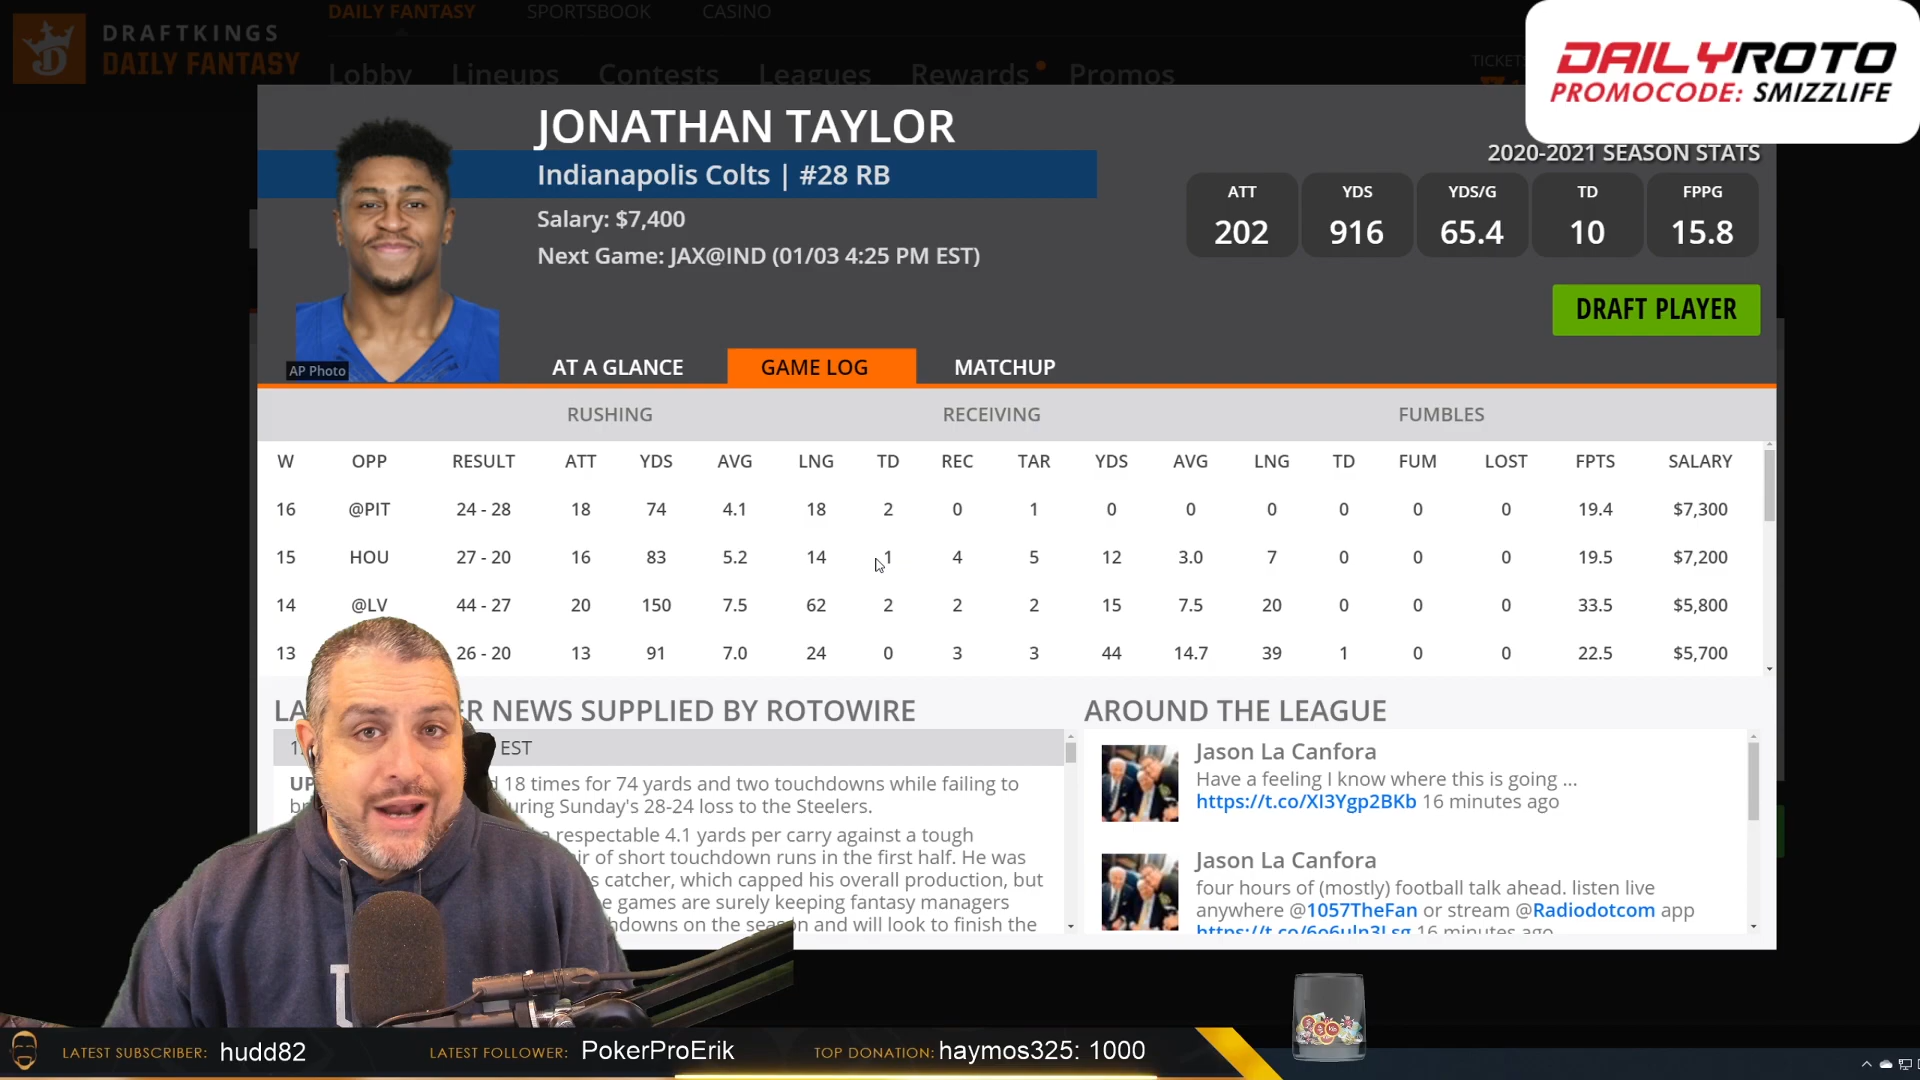 DRAFTKINGS
DAILY FANTASY
DAILY FANTASY SPORTSBOOK CASINO
Lobby Lineups Contests Leagues Rewards Promos
TICKETS
DAILYROTO
PROMOCODE: SMIZZLIFE
JONATHAN TAYLOR
Indianapolis Colts | #28 RB
Salary: $7,400
Next Game: JAX@IND (01/03 4:25 PM EST)
AP Photo
2020-2021 SEASON STATS
ATT YDS YDS/G TD FPPG
202 916 65.4 10 15.8
DRAFT PLAYER
AT A GLANCE GAME LOG MATCHUP
RUSHING RECEIVING FUMBLES
W OPP RESULT ATT YDS AVG LNG TD REC TAR YDS AVG LNG TD FUM LOST FPTS SALARY
16 @PIT 24 - 28 18 74 4.1 18 2 0 1 0 0 0 0 0 0 19.4 $7,300
15 HOU 27 - 20 16 83 5.2 14 1 4 5 12 3.0 7 0 0 0 19.5 $7,200
14 @LV 44 - 27 20 150 7.5 62 2 2 2 15 7.5 20 0 0 0 33.5 $5,800
13 26 - 20 13 91 7.0 24 0 3 3 44 14.7 39 1 0 0 22.5 $5,700
NEWS SUPPLIED BY ROTOWIRE
EST
18 times for 74 yards and two touchdowns while failing to
during Sunday's 28-24 loss to the Steelers.
respectable 4.1 yards per carry against a tough
of short touchdown runs in the first half. He was
catcher, which capped his overall production, but
games are surely keeping fantasy managers
on the season and will look to finish the
AROUND THE LEAGUE
Jason La Canfora
Have a feeling I know where this is going ...
https://t.co/XI3Ygp2BKb 16 minutes ago
Jason La Canfora
four hours of (mostly) football talk ahead. listen live
anywhere @1057TheFan or stream @Radiodotcom app
16 minutes ago
LATEST SUBSCRIBER: hudd82
LATEST FOLLOWER: PokerProErik
TOP DONATION: haymos325: 1000